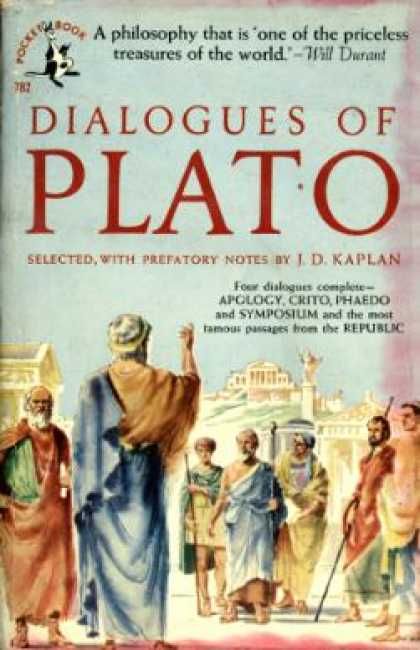 POCKET BOOK
782
A philosophy that is 'one of the priceless
treasures of the world.'—Will Durant
DIALOGUES OF
PLATO
SELECTED, WITH PREFATORY NOTES BY J. D. KAPLAN
Four dialogues complete—
APOLOGY, CRITO, PHAEDO
and SYMPOSIUM and the most
famous passages from the REPUBLIC